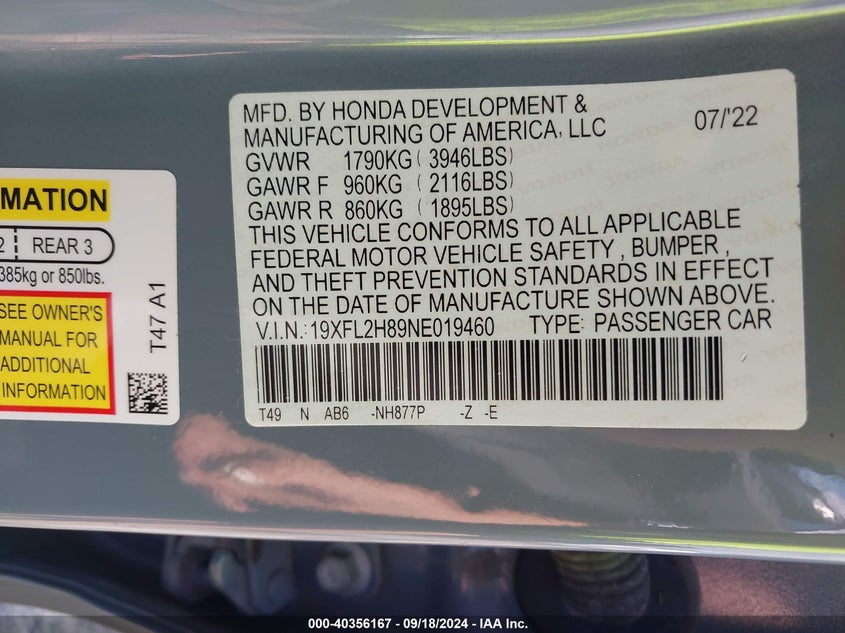 MFD. BY HONDA DEVELOPMENT &
MANUFACTURING OF AMERICA, LLC 07/'22
GVWR 1790KG (3946LBS)
GAWR F 960KG (2116LBS)
GAWR R 860KG (1895LBS)
THIS VEHICLE CONFORMS TO ALL APPLICABLE
FEDERAL MOTOR VEHICLE SAFETY, BUMPER,
AND THEFT PREVENTION STANDARDS IN EFFECT
ON THE DATE OF MANUFACTURE SHOWN ABOVE.
V.I.N.:19XFL2H89NE019460 TYPE: PASSENGER CAR
T49 N AB6 -NH877P -Z -E
MATION
2 REAR 3
385kg or 850lbs.
SEE OWNER'S
MANUAL FOR
ADDITIONAL
INFORMATION
T47 A1
000-40356167 - 09/18/2024 - IAA Inc.